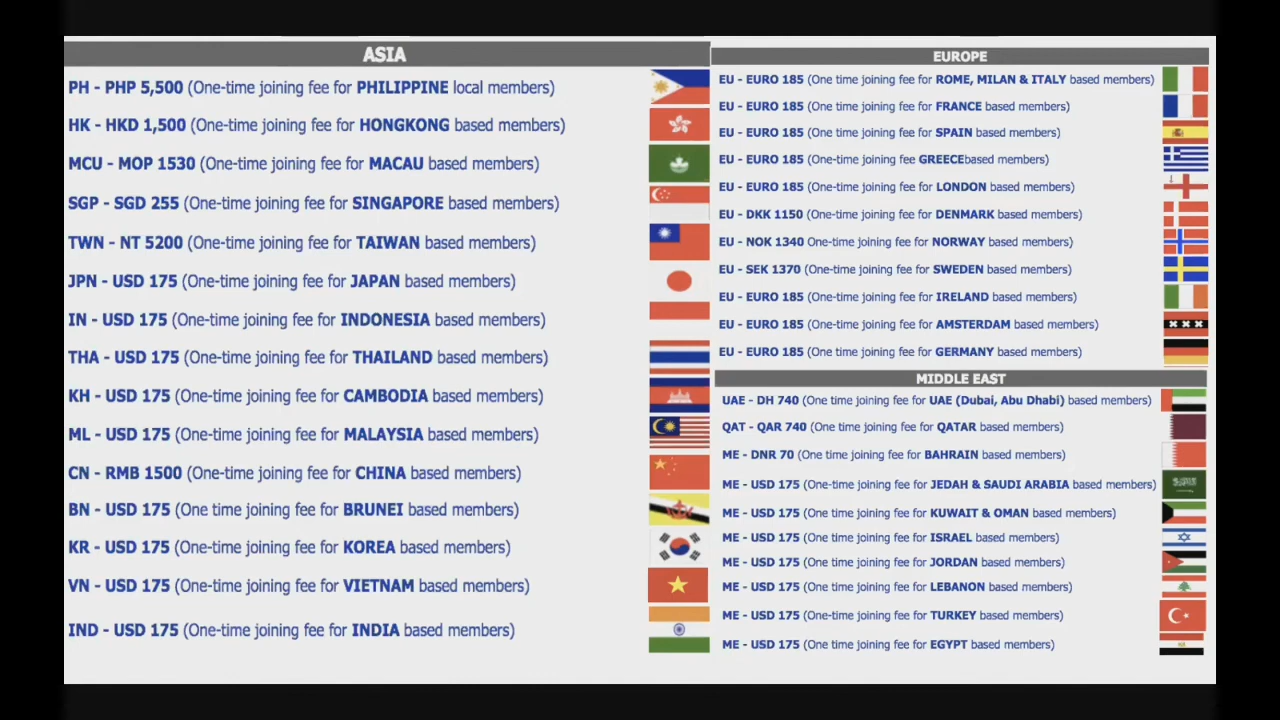 ASIA
PH - PHP 5,500 (One-time joining fee for PHILIPPINE local members)
HK - HKD 1,500 (One-time joining fee for HONGKONG based members)
MCU - MOP 1530 (One-time joining fee for MACAU based members)
SGP - SGD 255 (One-time joining fee for SINGAPORE based members)
TWN - NT 5200 (One-time joining fee for TAIWAN based members)
JPN - USD 175 (One-time joining fee for JAPAN based members)
IN - USD 175 (One-time joining fee for INDONESIA based members)
THA - USD 175 (One-time joining fee for THAILAND based members)
KH - USD 175 (One-time joining fee for CAMBODIA based members)
ML - USD 175 (One-time joining fee for MALAYSIA based members)
CN - RMB 1500 (One-time joining fee for CHINA based members)
BN - USD 175 (One time joining fee for BRUNEI based members)
KR - USD 175 (One-time joining fee for KOREA based members)
VN - USD 175 (One-time joining fee for VIETNAM based members)
IND - USD 175 (One-time joining fee for INDIA based members)
EUROPE
EU - EURO 185 (One time joining fee for ROME, MILAN & ITALY based members)
EU - EURO 185 (One time joining fee for FRANCE based members)
EU - EURO 185 (One time joining fee for SPAIN based members)
EU - EURO 185 (One time joining fee GREECEbased members)
EU - EURO 185 (One-time joining fee for LONDON based members)
EU - DKK 1150 (One-time joining fee for DENMARK based members)
EU - NOK 1340 One-time joining fee for NORWAY based members)
EU - SEK 1370 (One-time joining fee for SWEDEN based members)
EU - EURO 185 (One-time joining fee for IRELAND based members)
EU - EURO 185 (One-time joining fee for AMSTERDAM based members)
EU - EURO 185 (One-time joining fee for GERMANY based members)
MIDDLE EAST
UAE - DH 740 (One time joining fee for UAE (Dubai, Abu Dhabi) based members)
QAT - QAR 740 (One time joining fee for QATAR based members)
ME - DNR 70 (One time joining fee for BAHRAIN based members)
ME - USD 175 (One-time joining fee for JEDAH & SAUDI ARABIA based members)
ME - USD 175 (One-time joining fee for KUWAIT & OMAN based members)
ME - USD 175 (One-time joining fee for ISRAEL based members)
ME - USD 175 (One-time joining fee for JORDAN based members)
ME - USD 175 (One-time joining fee for LEBANON based members)
ME - USD 175 (One-time joining fee for TURKEY based members)
ME - USD 175 (One-time joining fee for EGYPT based members)